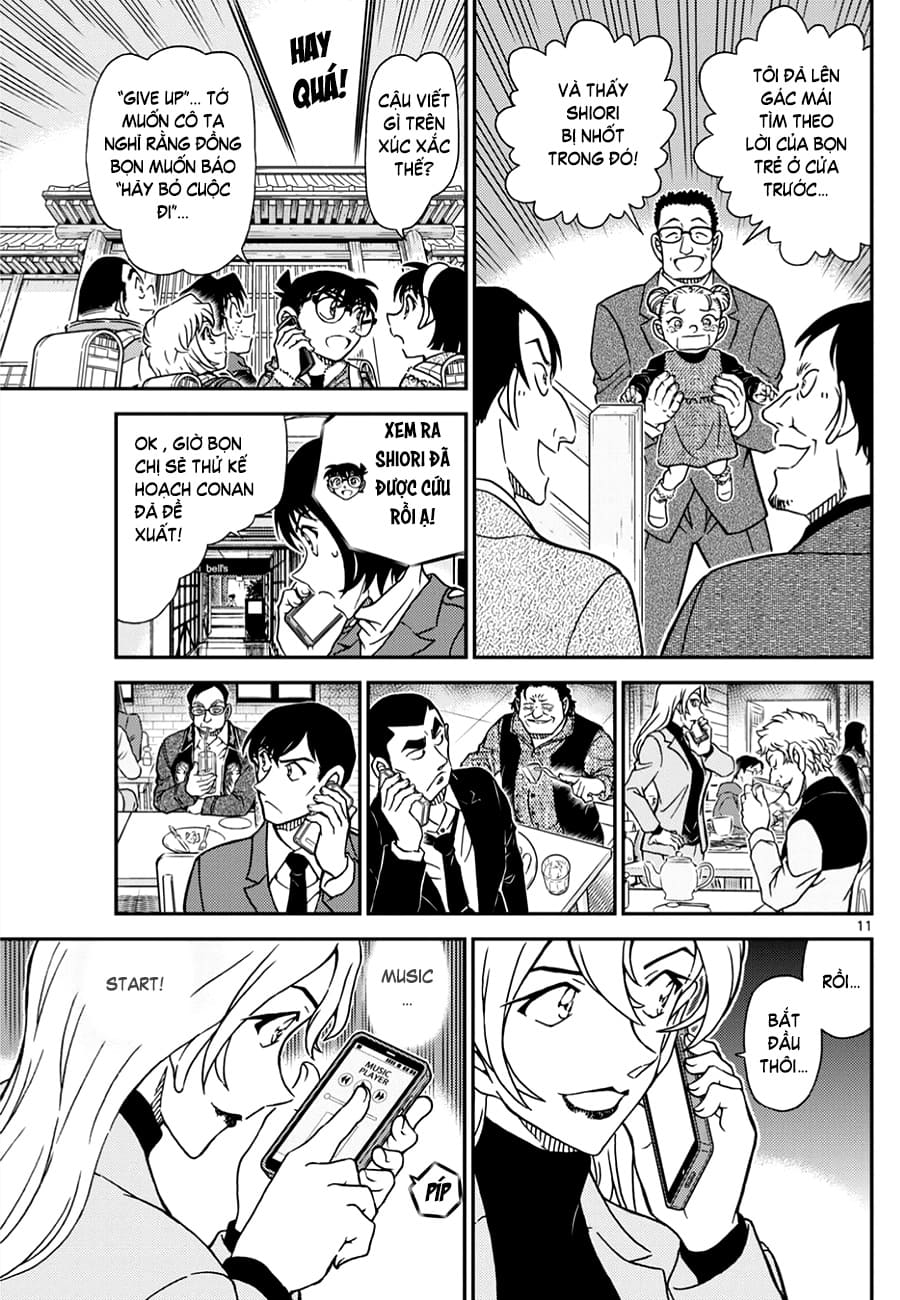 TÔI ĐÃ LÊN
GÁC MÁI
TÌM THEO
LỜI CỦA BỌN
TRẺ Ở CỬA
TRƯỚC...
VÀ THẤY
SHIORI
BỊ NHỐT
TRONG ĐÓ!
HAY
QUÁ!
CẬU VIẾT
GÌ TRÊN
XÚC XẮC
THẾ?
“GIVE UP”... TỚ
MUỐN CÔ TA
NGHĨ RẰNG ĐỒNG
BỌN MUỐN BÁO
“HÃY BỎ CUỘC
ĐI”...
XEM RA
SHIORI ĐÃ
ĐƯỢC CỨU
RỒI Ạ!
OK , GIỜ BỌN
CHỊ SẼ THỬ KẾ
HOẠCH CONAN
ĐÃ ĐỀ
XUẤT!
bell's
11
RỒI...
BẮT
ĐẦU
THÔI...
MUSIC
...
START!
MUSIC
PLAYER
PÍP